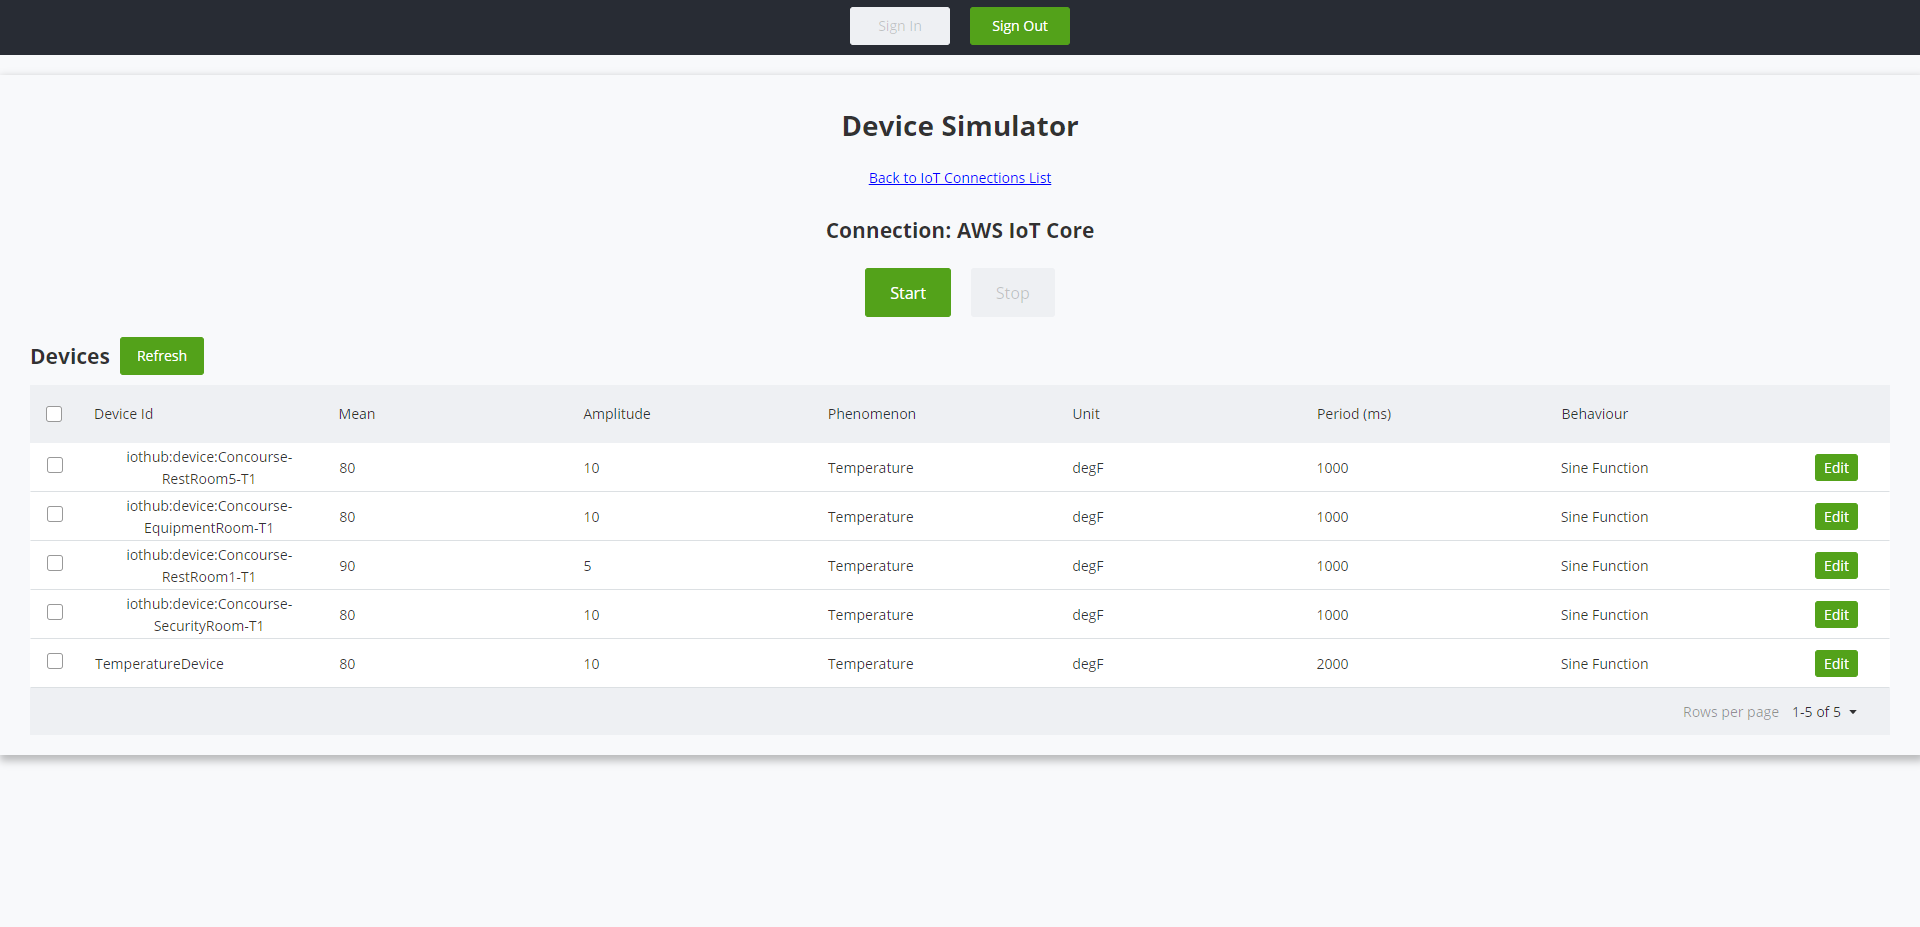 Sign In Sign Out
Device Simulator
Back to IoT Connections List
Connection: AWS IoT Core
Start Stop
Devices Refresh
Device Id Mean Amplitude Phenomenon Unit Period (ms) Behaviour
iothub:device:Concourse-
RestRoom5-T1 80 10 Temperature degF 1000 Sine Function Edit
iothub:device:Concourse-
EquipmentRoom-T1 80 10 Temperature degF 1000 Sine Function Edit
iothub:device:Concourse-
RestRoom1-T1 90 5 Temperature degF 1000 Sine Function Edit
iothub:device:Concourse-
SecurityRoom-T1 80 10 Temperature degF 1000 Sine Function Edit
TemperatureDevice 80 10 Temperature degF 2000 Sine Function Edit
Rows per page 1-5 of 5